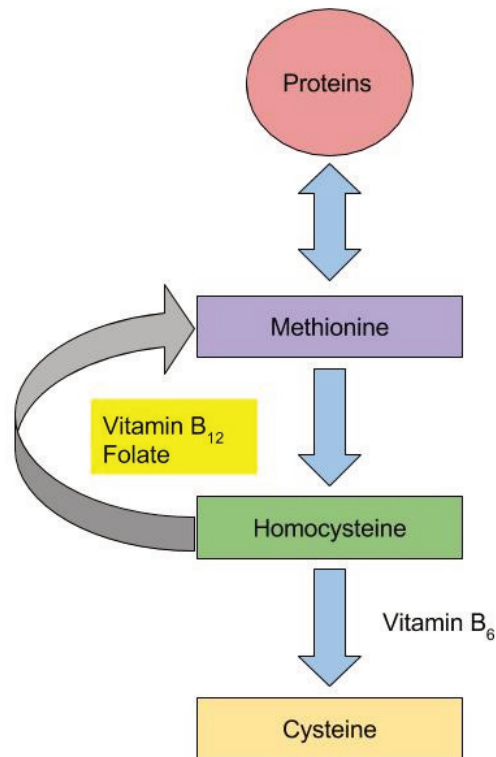 Proteins
Methionine
Vitamin B12
Folate
Homocysteine
Vitamin B6
Cysteine